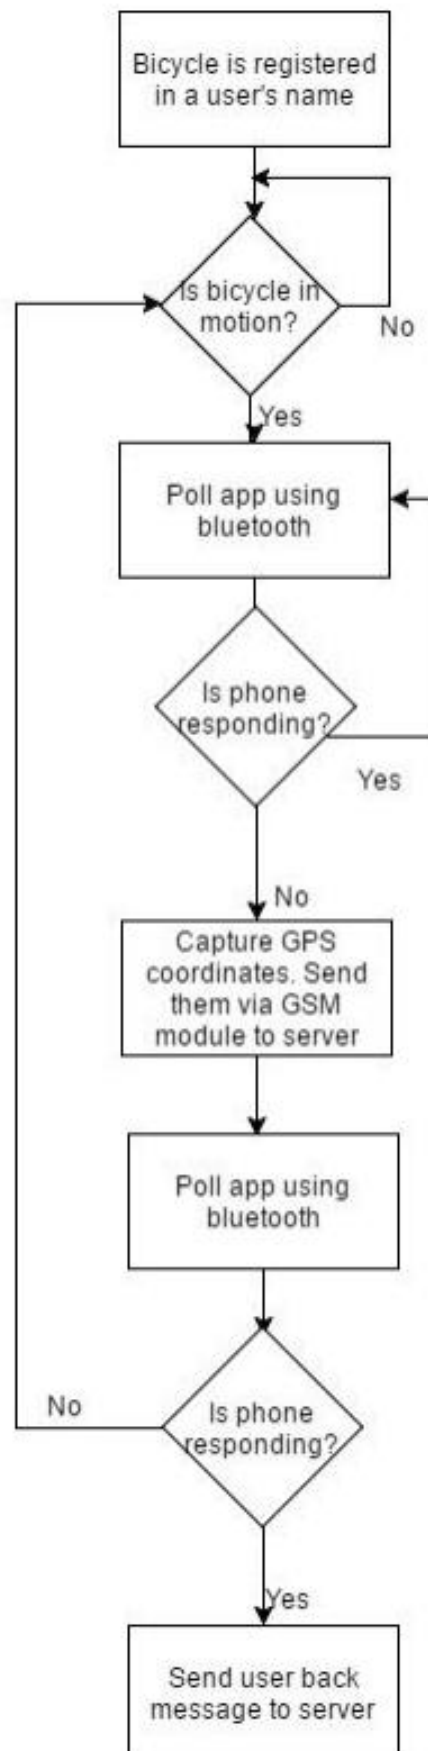 Bicycle is registered
in a user's name
Is bicycle in
motion?
No
Yes
Poll app using
bluetooth
Is phone
responding?
Yes
No
Capture GPS
coordinates. Send
them via GSM
module to server
Poll app using
bluetooth
No
Is phone
responding?
Yes
Send user back
message to server